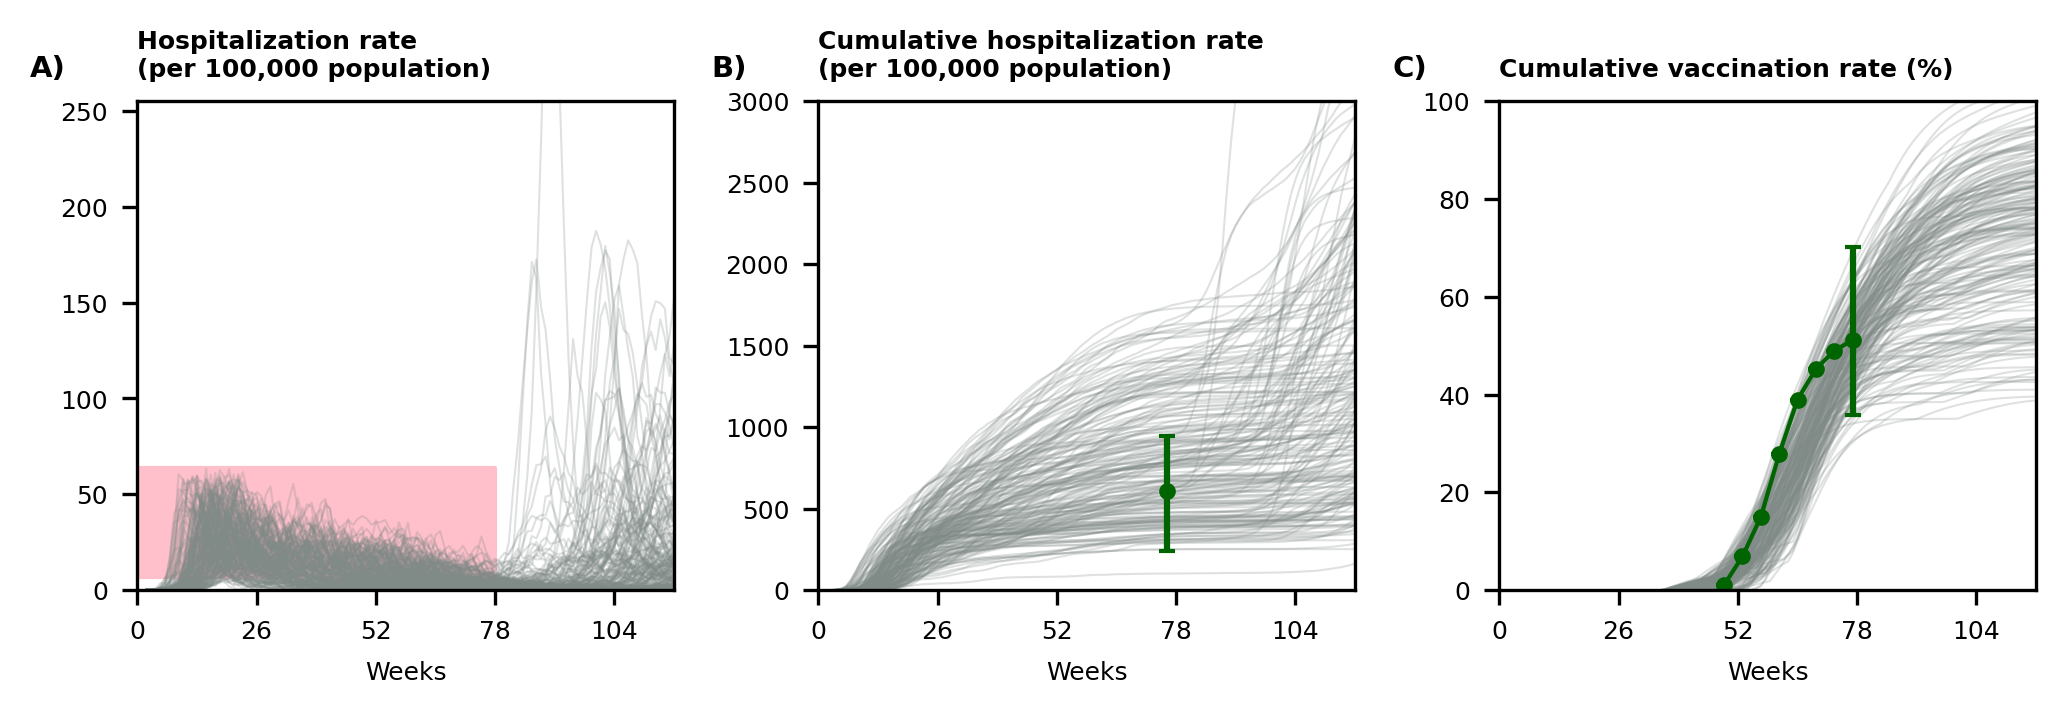 A)
Hospitalization rate
(per 100,000 population)
250
200
150
100
50
0
0 26 52 78 104
Weeks
B)
Cumulative hospitalization rate
(per 100,000 population)
3000
2500
2000
1500
1000
500
0
0 26 52 78 104
Weeks
C)
Cumulative vaccination rate (%)
100
80
60
40
20
0
0 26 52 78 104
Weeks